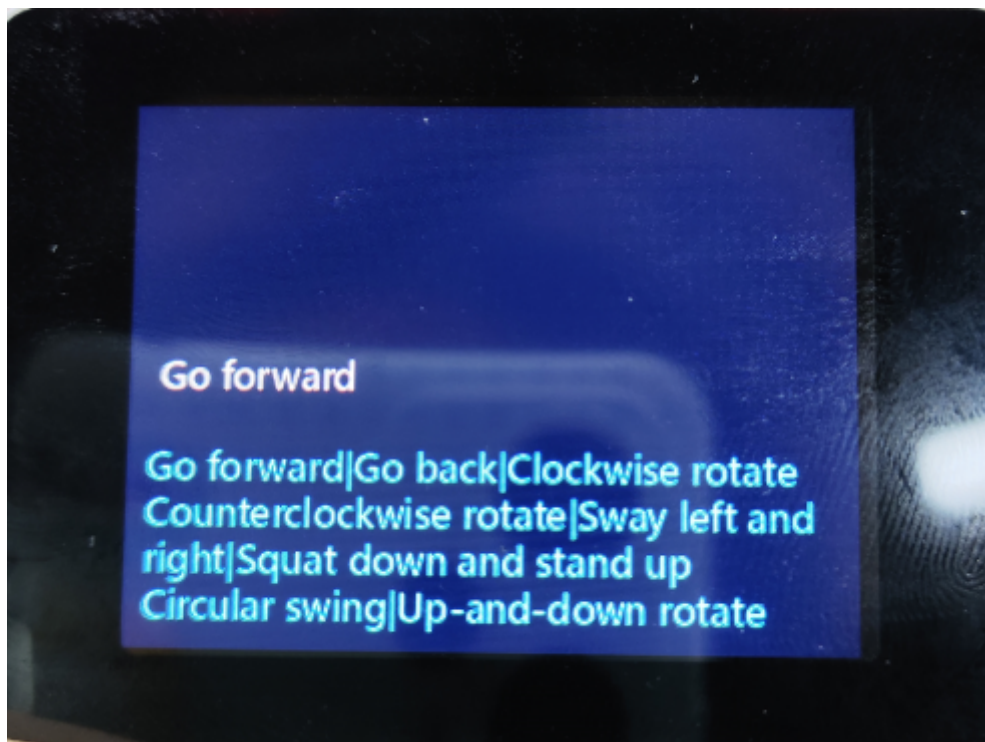 Go forward
Go forward|Go back|Clockwise rotate
Counterclockwise rotate|Sway left and
right|Squat down and stand up
Circular swing|Up-and-down rotate